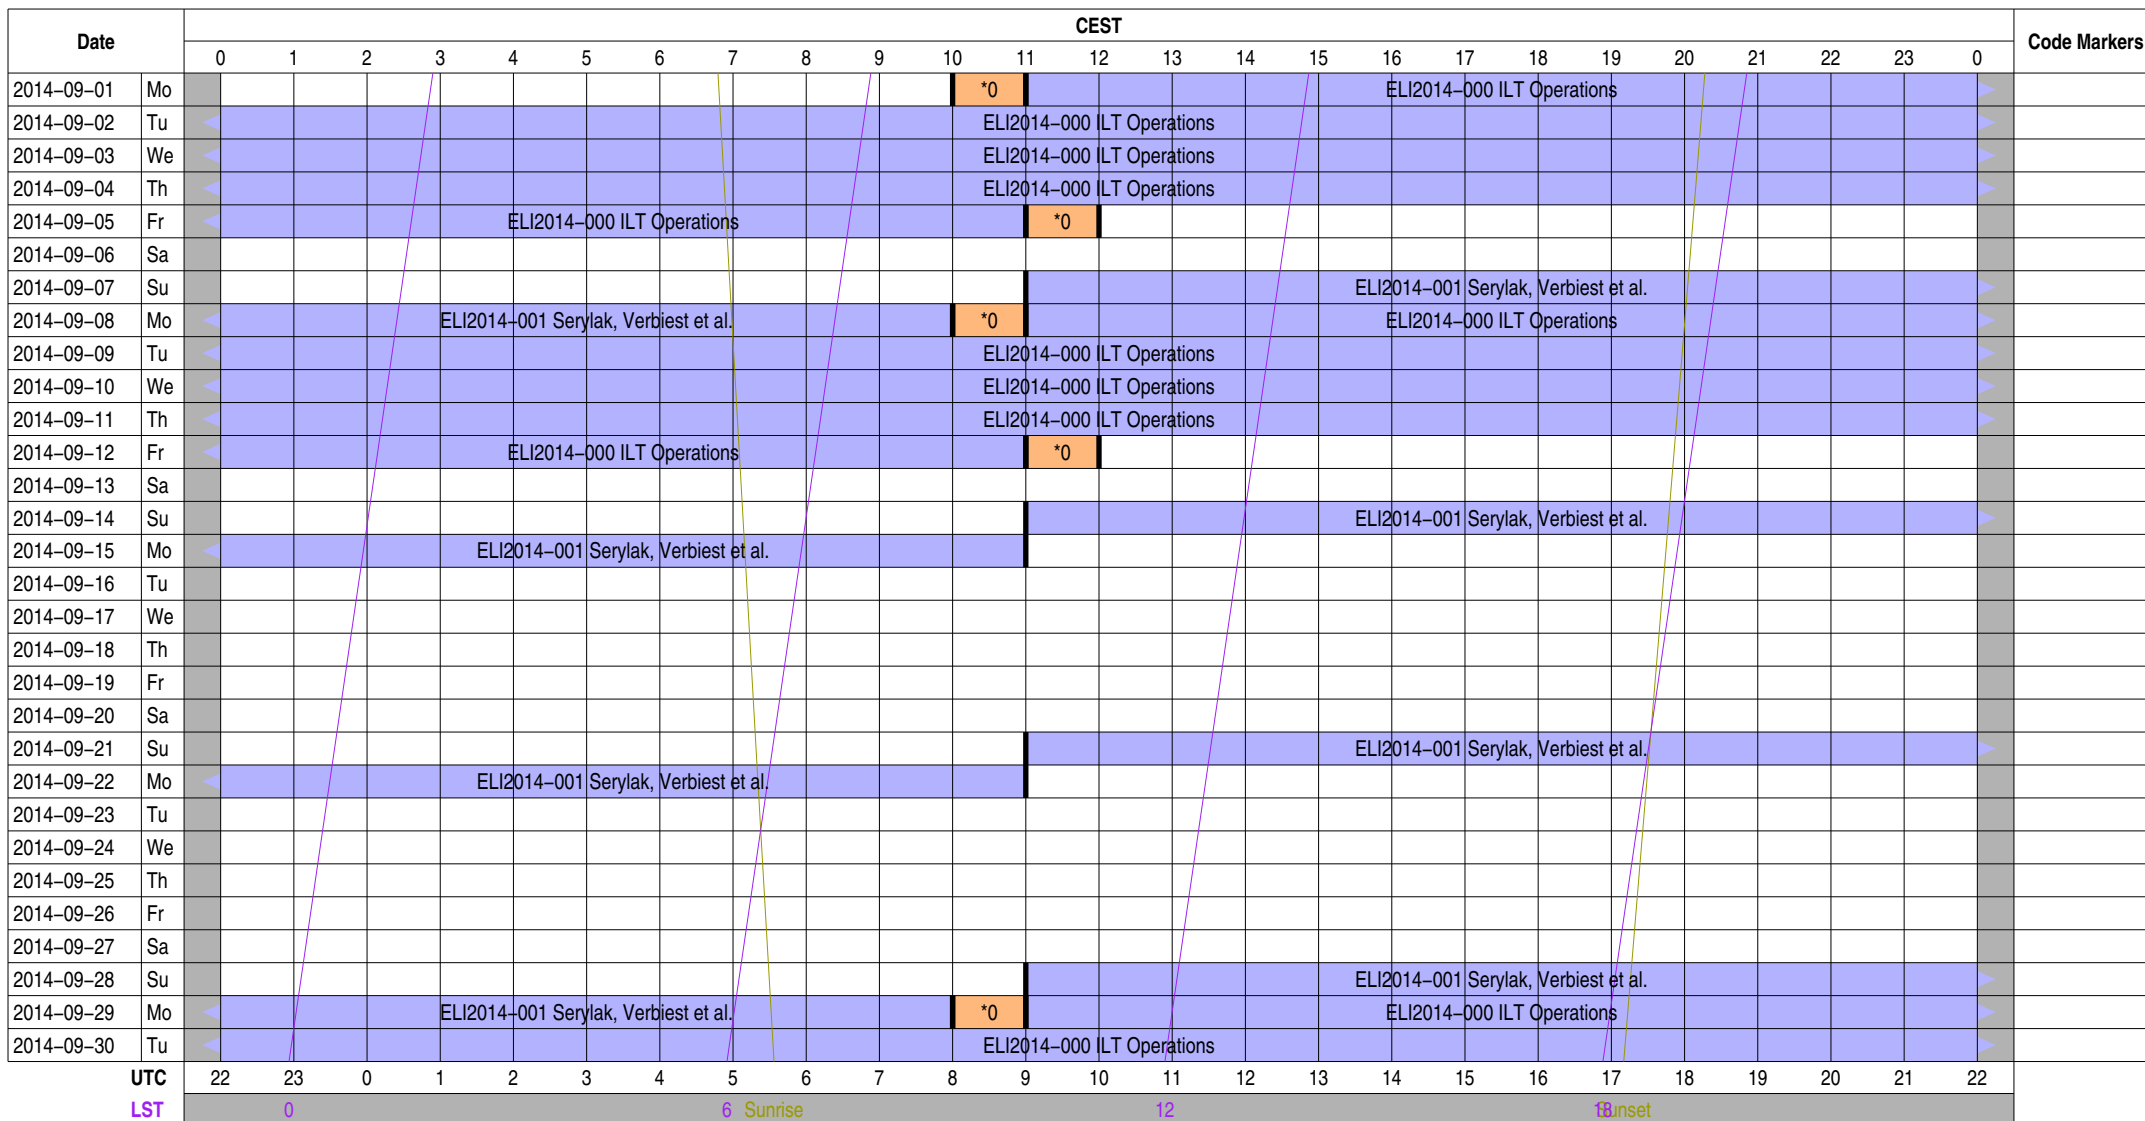 CEST
Date Code Markers
0 1 2 3 4 5 6 7 8 9 10 11 12 13 14 15 16 17 18 19 20 21 22 23 0
2014-09-01 Mo *0 ELI2014-000 ILT Operations
2014-09-02 Tu ELI2014-000 ILT Operations
2014-09-03 We ELI2014-000 ILT Operations
2014-09-04 Th ELI2014-000 ILT Operations
2014-09-05 Fr ELI2014-000 ILT Operations *0
2014-09-06 Sa
2014-09-07 Su ELI2014-001 Serylak, Verbiest et al.
2014-09-08 Mo ELI2014-001 Serylak, Verbiest et al. *0 ELI2014-000 ILT Operations
2014-09-09 Tu ELI2014-000 ILT Operations
2014-09-10 We ELI2014-000 ILT Operations
2014-09-11 Th ELI2014-000 ILT Operations
2014-09-12 Fr ELI2014-000 ILT Operations *0
2014-09-13 Sa
2014-09-14 Su ELI2014-001 Serylak, Verbiest et al.
2014-09-15 Mo ELI2014-001 Serylak, Verbiest et al.
2014-09-16 Tu
2014-09-17 We
2014-09-18 Th
2014-09-19 Fr
2014-09-20 Sa
2014-09-21 Su ELI2014-001 Serylak, Verbiest et al.
2014-09-22 Mo ELI2014-001 Serylak, Verbiest et al.
2014-09-23 Tu
2014-09-24 We
2014-09-25 Th
2014-09-26 Fr
2014-09-27 Sa
2014-09-28 Su ELI2014-001 Serylak, Verbiest et al.
2014-09-29 Mo ELI2014-001 Serylak, Verbiest et al. *0 ELI2014-000 ILT Operations
2014-09-30 Tu ELI2014-000 ILT Operations
UTC 22 23 0 1 2 3 4 5 6 7 8 9 10 11 12 13 14 15 16 17 18 19 20 21 22
LST 0 6 Sunrise 12 18 Sunset